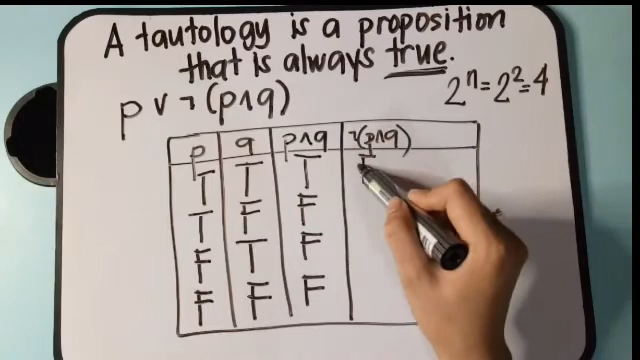 A tautology is a proposition
that is always true.
p ∨ ¬(p∧q)
2ⁿ=2²=4
p q p∧q ¬(p∧q)
T T T
T F F
F T F
F F F